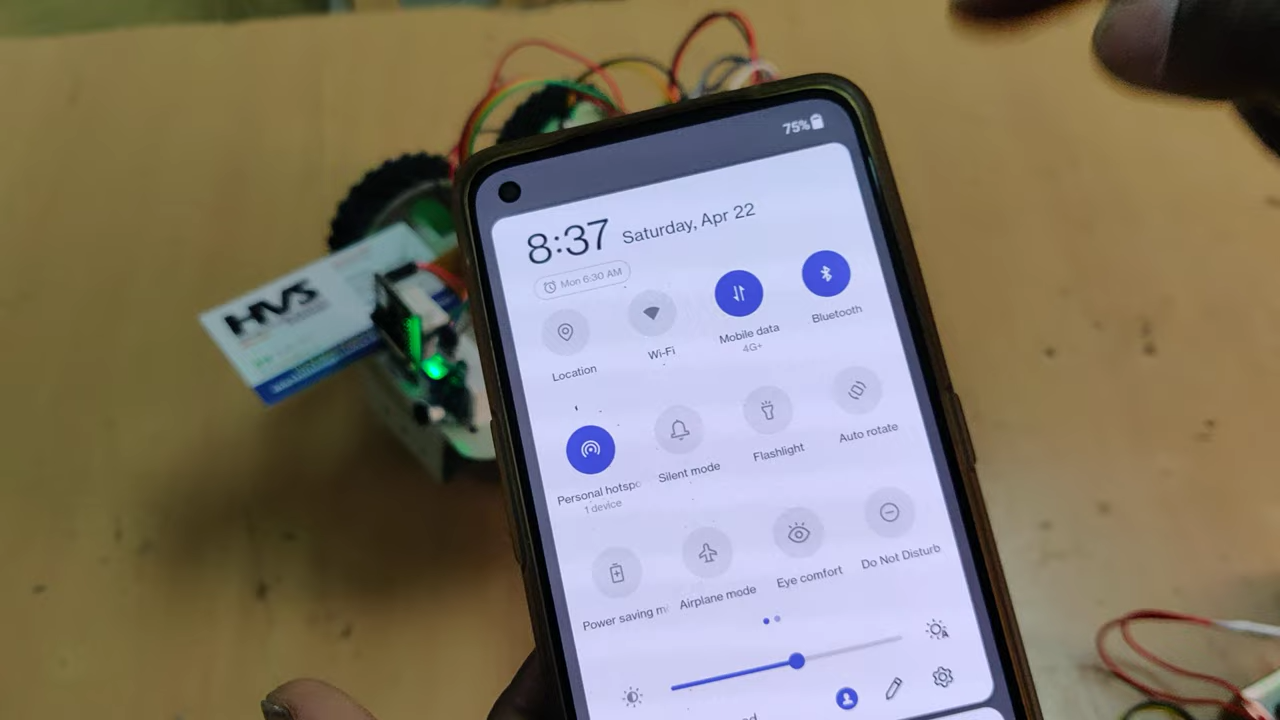 75%
8:37 Saturday, Apr 22
Mon 6:30 AM
Location
Wi-Fi
Mobile data
4G+
Bluetooth
Personal hotspo
1 device
Silent mode
Flashlight
Auto rotate
Power saving m
Airplane mode
Eye comfort
Do Not Disturb
HVS